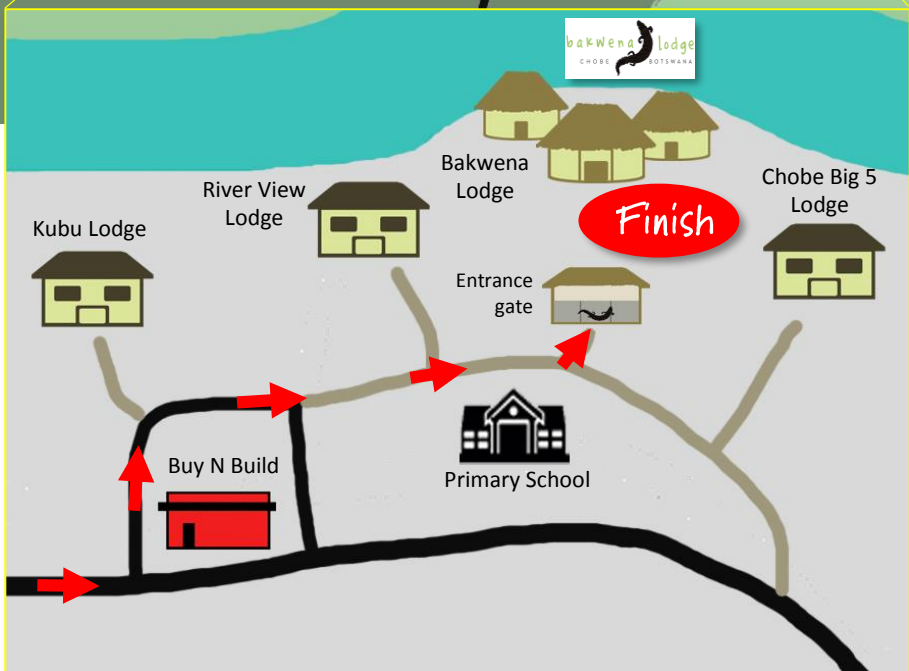 bakwena lodge
CHOBE BOTSWANA
Bakwena
Lodge
River View
Lodge
Chobe Big 5
Lodge
Kubu Lodge
Finish
Entrance
gate
Buy N Build
Primary School